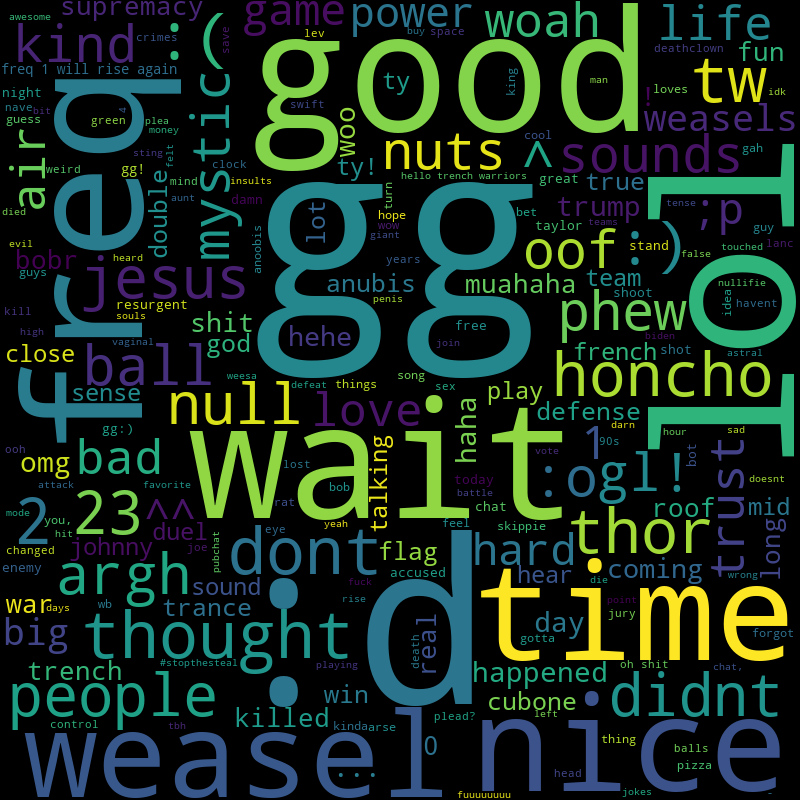 awesome
supremacy
lev
game
power
woah
life
crimes
kind
:(
save
buy
space
deathclown
fun
freq 1 will rise again
good
man
loves
idk
tw
night
nave
bit
guess
green
4
plea
money
swift
king
ty
!
weasels
air
weird
sting
felt
mystic
woo
nuts
cool
^
sounds
gah
gg!
double
mind
clock
insults
ty!
hello trench warriors
great
true
died
aunt
damn
turn
hope
bet
trump
;p
tense
evil
freq
heard
anoobis
lot
gg
wow
giant
taylor
teams
guy
touched
lanc
bobr
guys
jesus
years
oof
:)
stand
false
lol
kill
resurgent
souls
anubis
muahaha
team
shoot
nullifie
idea
havent
high
shit
god
hehe
penis
free
phew
biden
close
vaginal
ball
weesa
join
french
shot
astral
sense
defeat
things
song
sex
play
honcho
null
love
haha
defense
gg:)
wait
1
90s
darn
hour
sad
ooh
omg
bad
lost
talking
vote
:o
gl!
bot
doesnt
attack
favorite
bob
today
battle
trust
mode
2
23
^^
rat
chat
skippie
roof
mid
long
you,
hit
duel
yeah
feel
thor
changed
johnny
joe
pubchat
eye
dont
flag
hard
enemy
argh
sound
fuck
accused
hear
die
coming
wrong
war
days
wb
trance
:
rise
d
time
point
jury
forgot
big
thought
death
real
gotta
day
#stopthesteal
playing
trench
happened
oh shit
chat,
people
win
cubone
didnt
control
tbh
killed
kinda
arse
plead?
left
weasel
...
0
nice
thing
balls
pizza
head
fuuuuuuuu
jokes
-